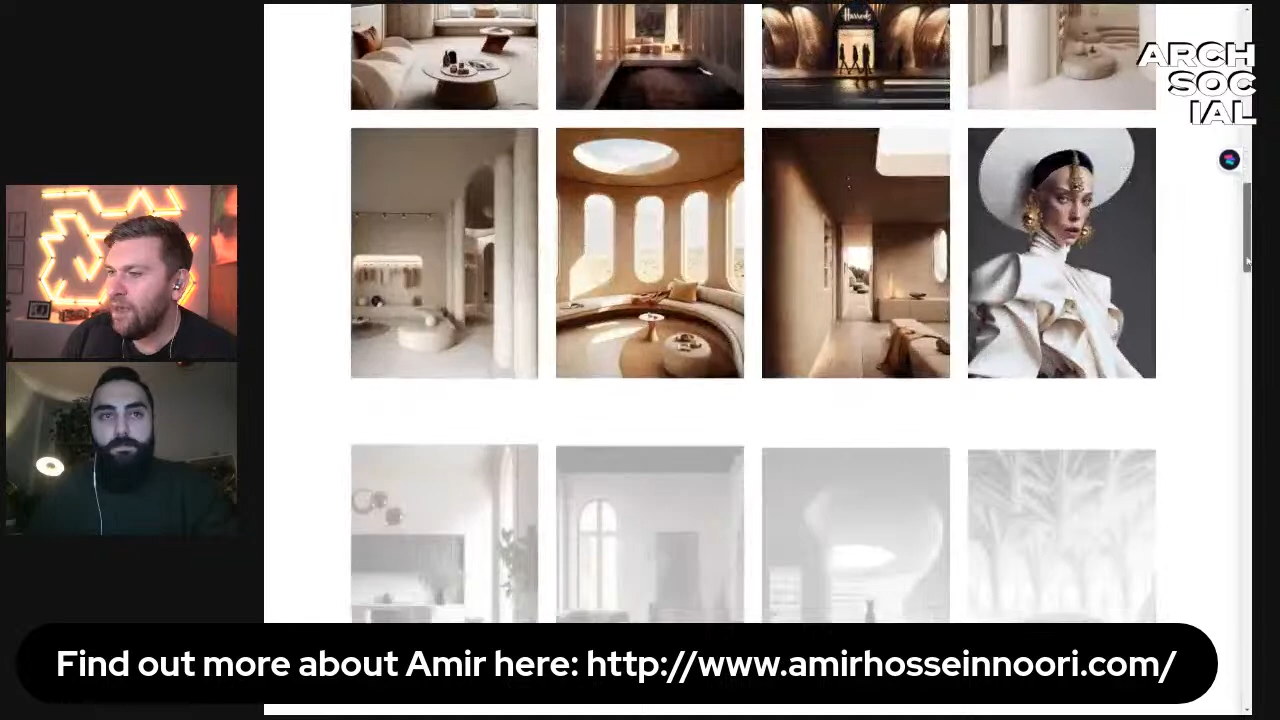 Harrods
ARCH
SOC
IAL
Find out more about Amir here: http://www.amirhosseinnoori.com/